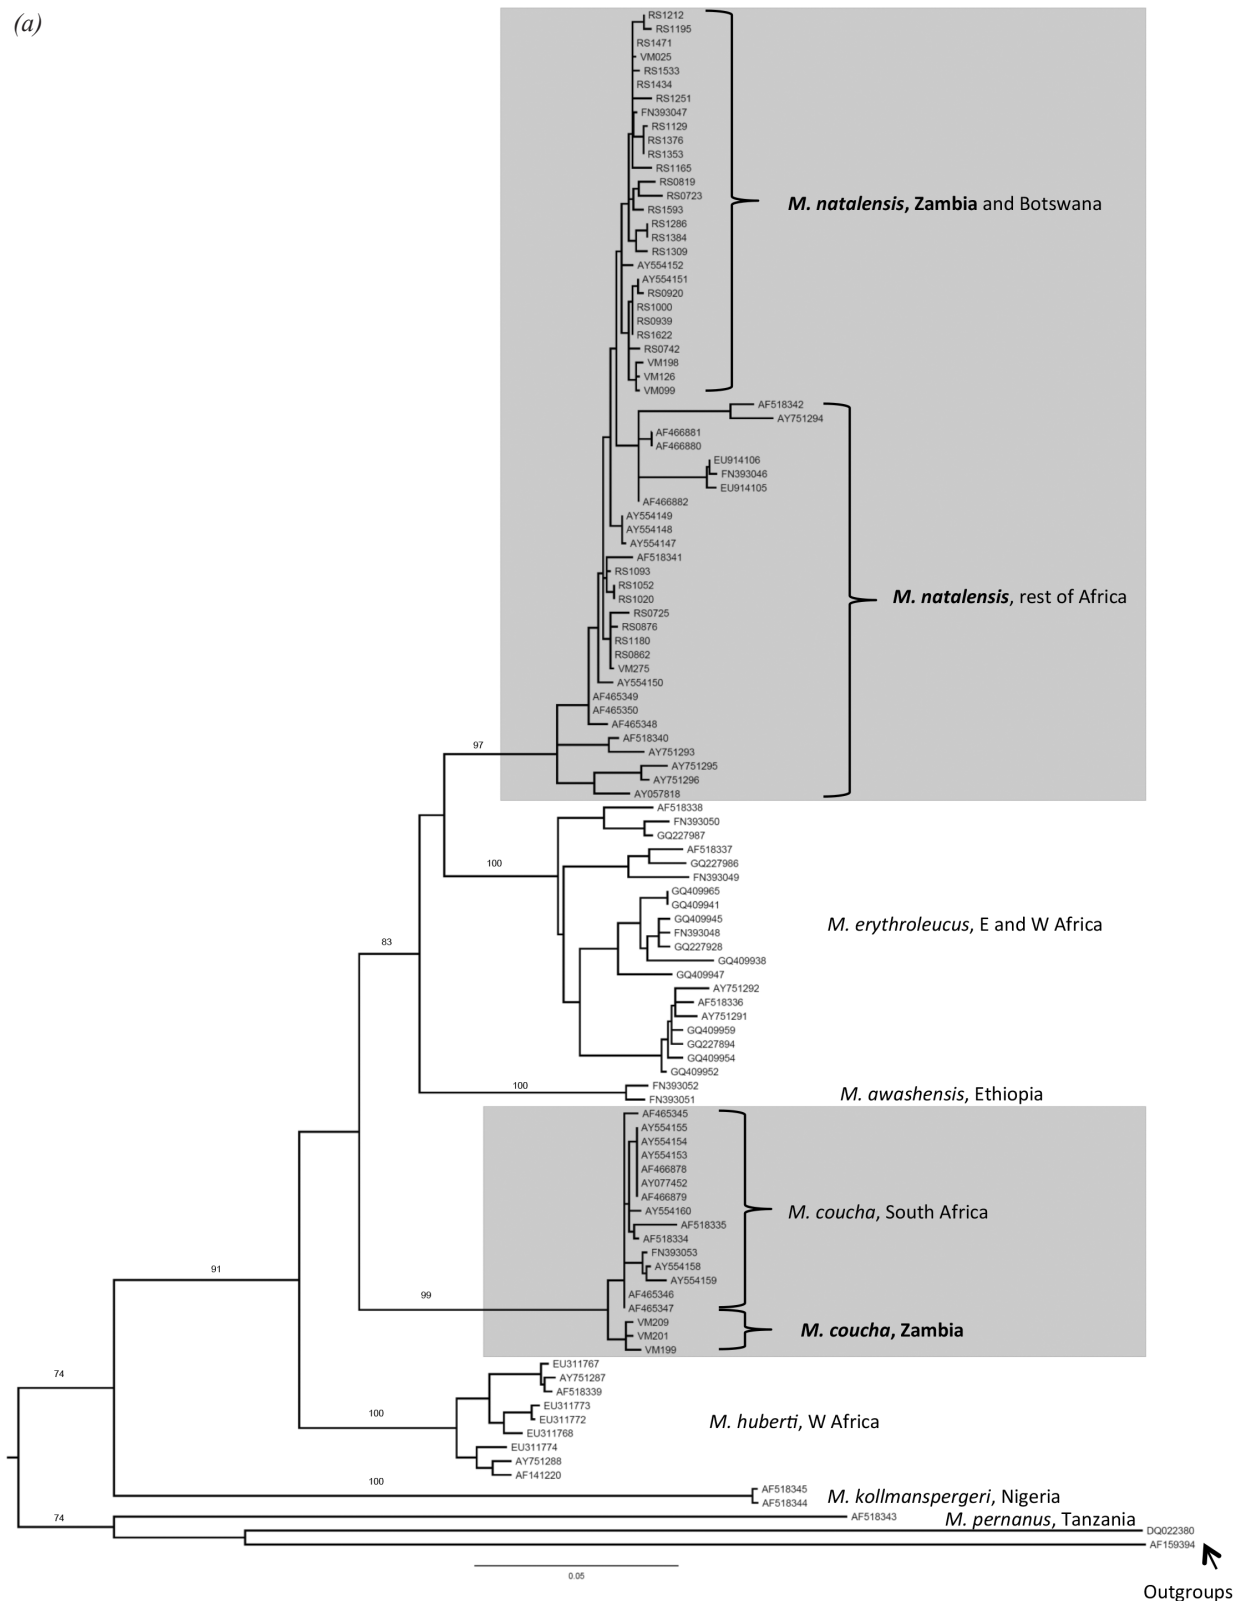 (a)
RS1212
RS1195
RS1471
VM025
RS1533
RS1434
RS1251
FN393047
RS1129
RS1376
RS1353
RS1165
RS0819
RS0723
M. natalensis, Zambia and Botswana
RS1593
RS1286
RS1384
RS1309
AY554152
AY554151
RS0920
RS1000
RS0939
RS1622
RS0742
VM198
VM126
VM099
AF518342
AY751294
AF466881
AF466880
EU914106
FN393046
EU914105
AF466882
AY554149
AY554148
AY554147
AF518341
RS1093
RS1052
M. natalensis, rest of Africa
RS1020
RS0725
RS0876
RS1180
RS0862
VM275
AY554150
AF465349
AF465350
AF465348
AF518340
97
AY751293
AY751295
AY751296
AY057818
AF518338
FN393050
GQ227987
AF518337
100
GQ227986
FN393049
GQ409965
GQ409941
GQ409945
M. erythroleucus, E and W Africa
FN393048
83
GQ227928
GQ409938
GQ409947
AY751292
AF518336
AY751291
GQ409959
GQ227894
GQ409954
GQ409952
100
FN393052
M. awashensis, Ethiopia
FN393051
AF465345
AY554155
AY554154
AY554153
AF466878
AY077452
AF466879
AY554160
M. coucha, South Africa
AF518335
AF518334
FN393053
AY554158
91
AY554159
99
AF465346
AF465347
VM209
M. coucha, Zambia
VM201
VM199
EU311767
74
AY751287
AF518339
EU311773
100
EU311772
M. huberti, W Africa
EU311768
EU311774
AY751288
AF141220
100
AF518345
M. kollmanspergeri, Nigeria
AF518344
74
AF518343
M. pernanus, Tanzania
DQ022380
AF159394
0.05
Outgroups